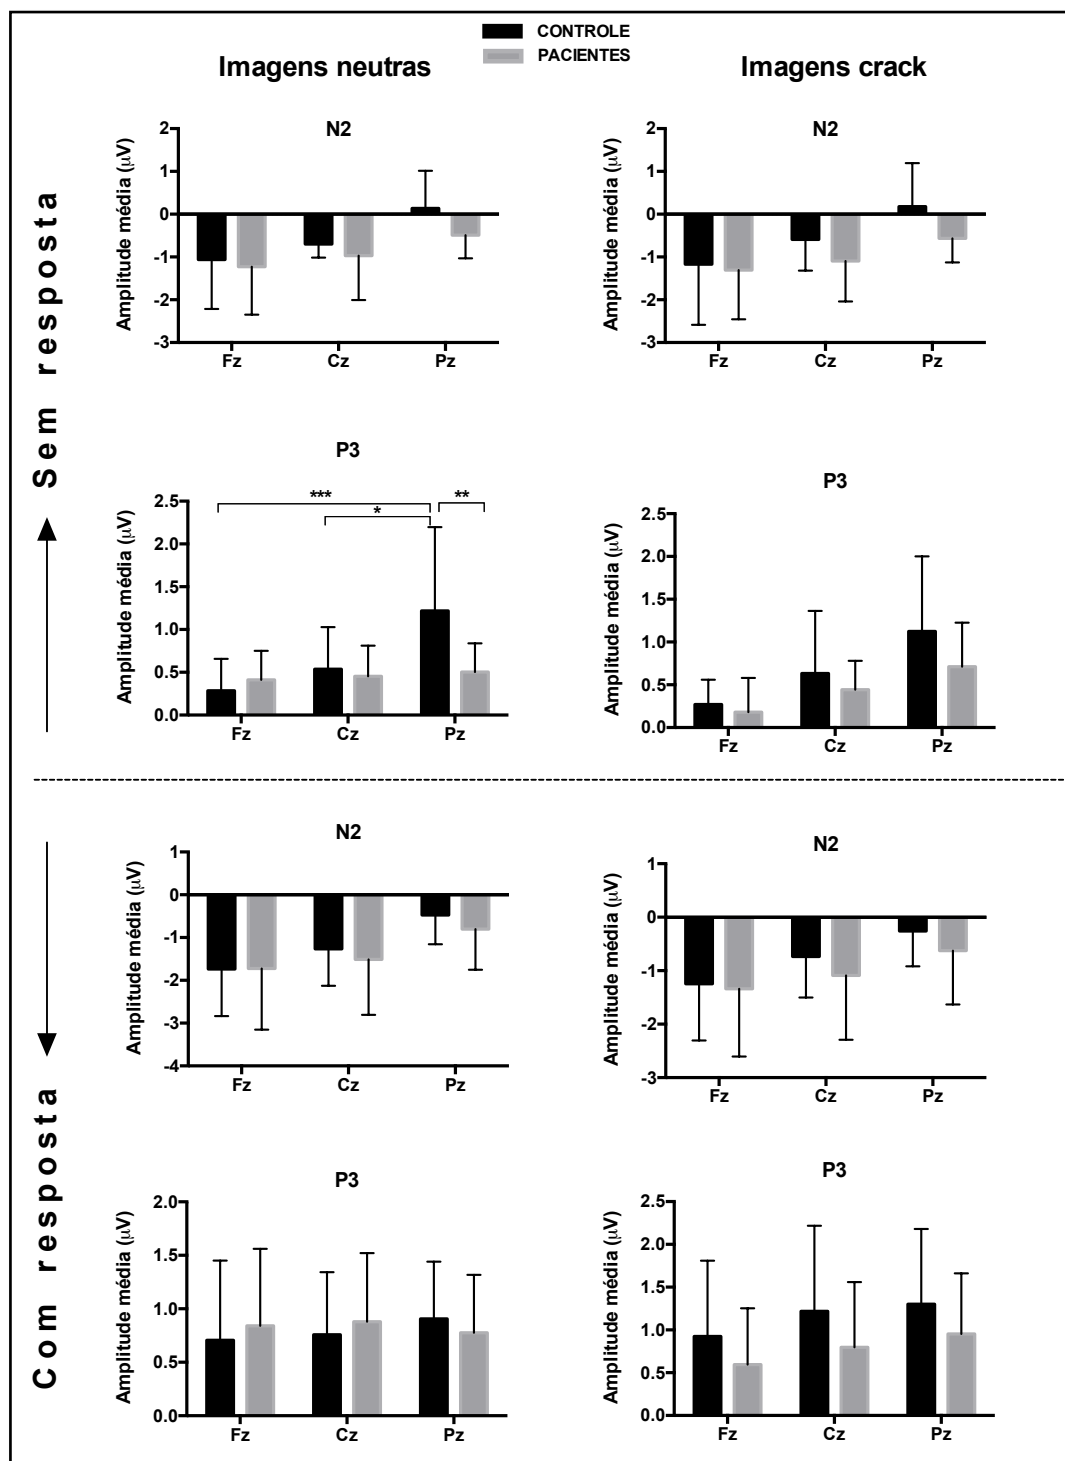 CONTROLE
PACIENTES
Imagens neutras
Imagens crack
Sem resposta
N2
Amplitude média (μV)
2
1
0
-1
-2
-3
Fz Cz Pz
N2
Amplitude média (μV)
2
1
0
-1
-2
-3
Fz Cz Pz
P3
Amplitude média (μV)
*** **
*
2.5
2.0
1.5
1.0
0.5
0.0
Fz Cz Pz
P3
Amplitude média (μV)
2.5
2.0
1.5
1.0
0.5
0.0
Fz Cz Pz
Com resposta
N2
Amplitude média (μV)
1
0
-1
-2
-3
-4
Fz Cz Pz
N2
Amplitude média (μV)
1
0
-1
-2
-3
Fz Cz Pz
P3
Amplitude média (μV)
2.0
1.5
1.0
0.5
0.0
Fz Cz Pz
P3
Amplitude média (μV)
2.5
2.0
1.5
1.0
0.5
0.0
Fz Cz Pz